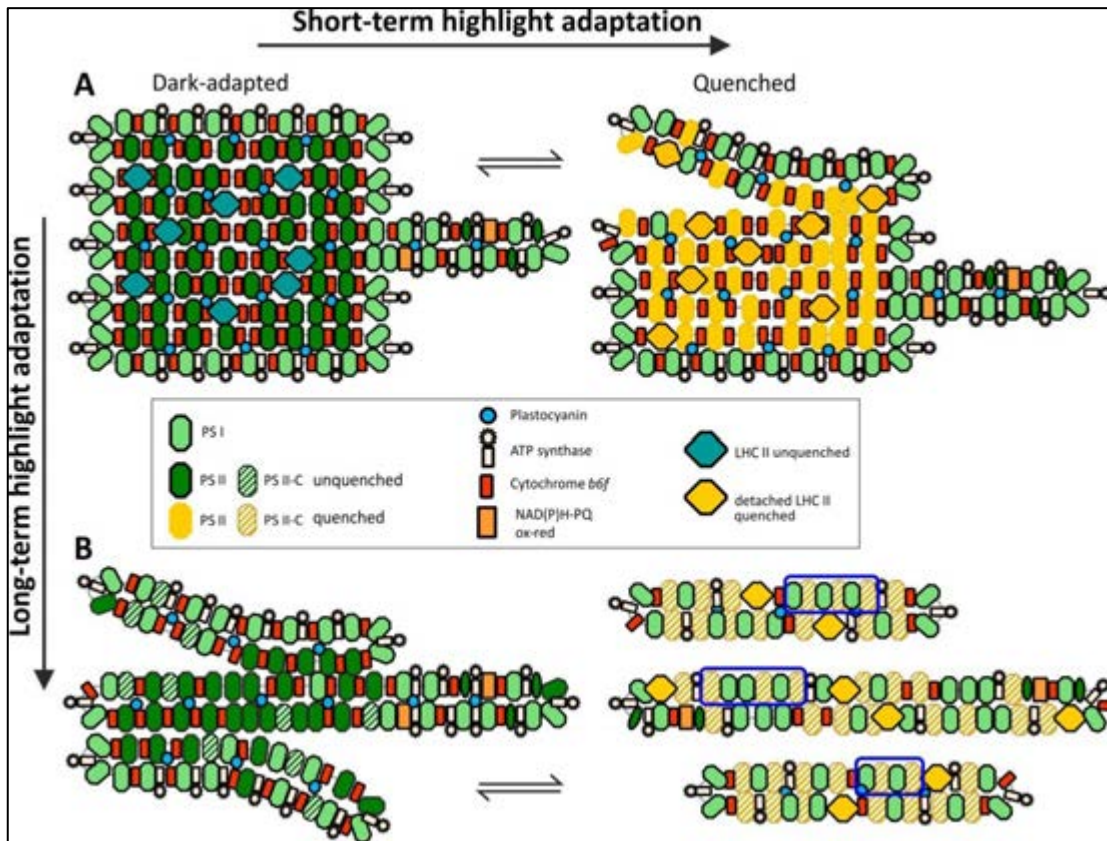 Short-term highlight adaptation
A
Dark-adapted
Quenched
Long-term highlight adaptation
PS I
PS II
PS II-C
unquenched
PS II
PS II-C
quenched
Plastocyanin
ATP synthase
Cytochrome b6f
NAD(P)H-PQ
ox-red
LHC II unquenched
detached LHC II
quenched
B